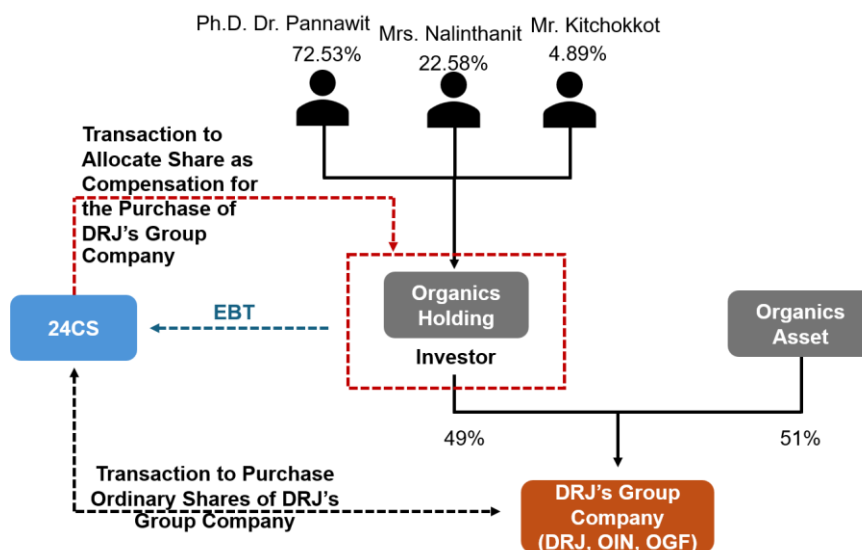 Ph.D. Dr. Pannawit
72.53%
Mrs. Nalinthanit
22.58%
Mr. Kitchokkot
4.89%
Transaction to
Allocate Share as
Compensation for
the Purchase of
DRJ's Group
Company
24CS
EBT
Organics
Holding
Investor
Organics
Asset
49%
51%
Transaction to Purchase
Ordinary Shares of DRJ's
Group Company
DRJ's Group
Company
(DRJ, OIN, OGF)